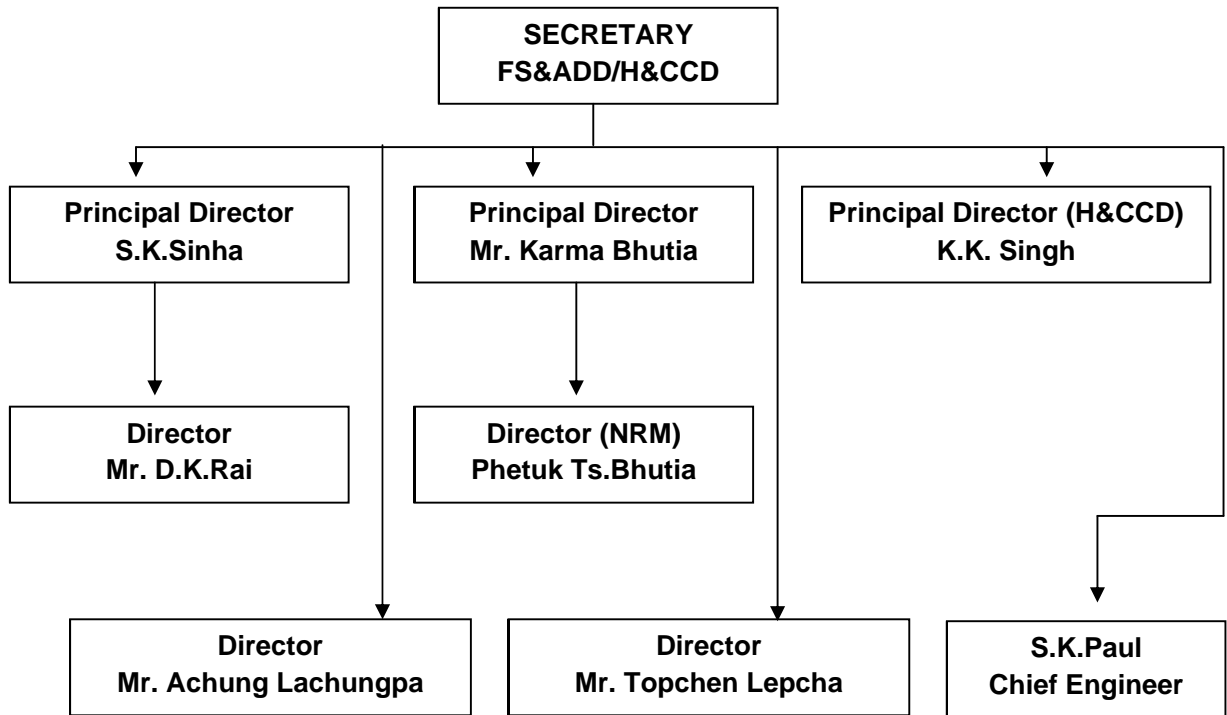 SECRETARY
FS&ADD/H&CCD
Principal Director
S.K.Sinha
Principal Director
Mr. Karma Bhutia
Principal Director (H&CCD)
K.K. Singh
Director
Mr. D.K.Rai
Director (NRM)
Phetuk Ts.Bhutia
Director
Mr. Achung Lachungpa
Director
Mr. Topchen Lepcha
S.K.Paul
Chief Engineer